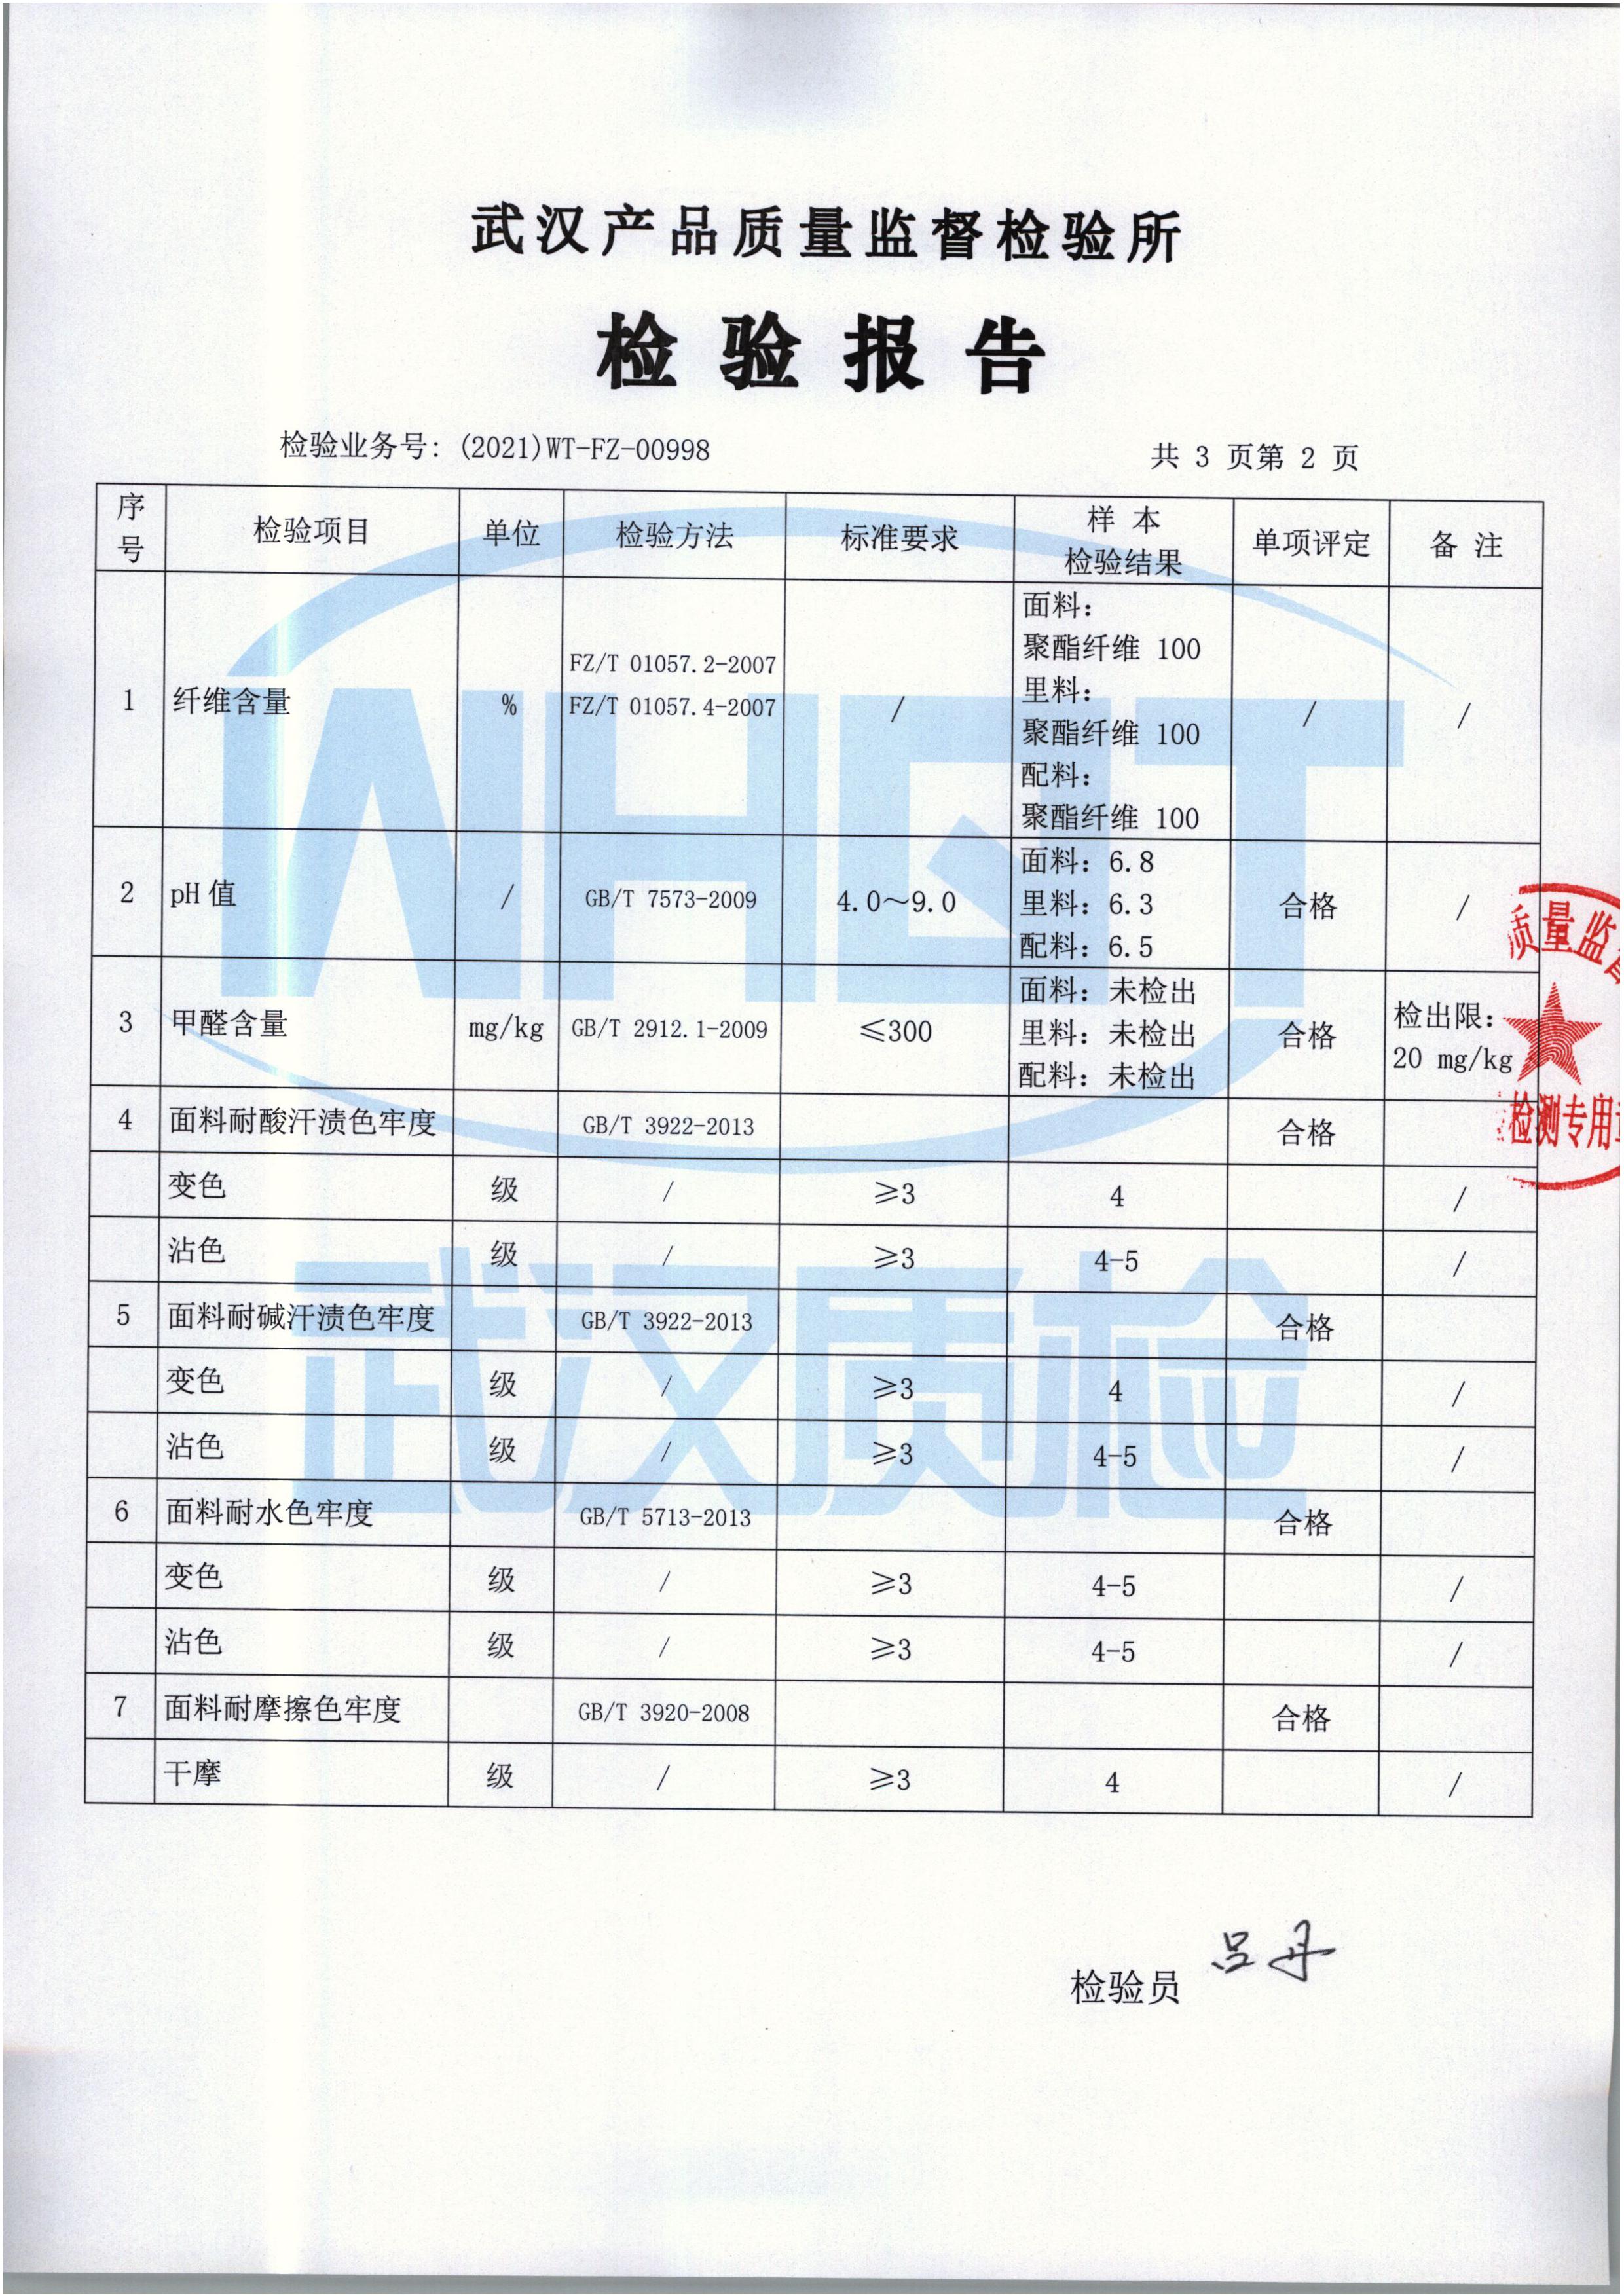 武汉产品质量监督检验所
检验报告
检验业务号：(2021)WT-FZ-00998
共 3 页第 2 页
序号 检验项目 单位 检验方法 标准要求 样 本 检验结果 单项评定 备 注
1 纤维含量 % FZ/T 01057.2-2007 FZ/T 01057.4-2007 / 面料： 聚酯纤维 100 里料： 聚酯纤维 100 配料： 聚酯纤维 100 / /
2 pH 值 / GB/T 7573-2009 4.0～9.0 面料：6.8 里料：6.3 配料：6.5 合格 /
3 甲醛含量 mg/kg GB/T 2912.1-2009 ≤300 面料：未检出 里料：未检出 配料：未检出 合格 检出限： 20 mg/kg
4 面料耐酸汗渍色牢度 GB/T 3922-2013 合格
变色 级 / ≥3 4 /
沾色 级 / ≥3 4-5 /
5 面料耐碱汗渍色牢度 GB/T 3922-2013 合格
变色 级 / ≥3 4 /
沾色 级 / ≥3 4-5 /
6 面料耐水色牢度 GB/T 5713-2013 合格
变色 级 / ≥3 4-5 /
沾色 级 / ≥3 4-5 /
7 面料耐摩擦色牢度 GB/T 3920-2008 合格
干摩 级 / ≥3 4 /
检验员 吕丹
WHQT
武汉质检
质量监
检测专用